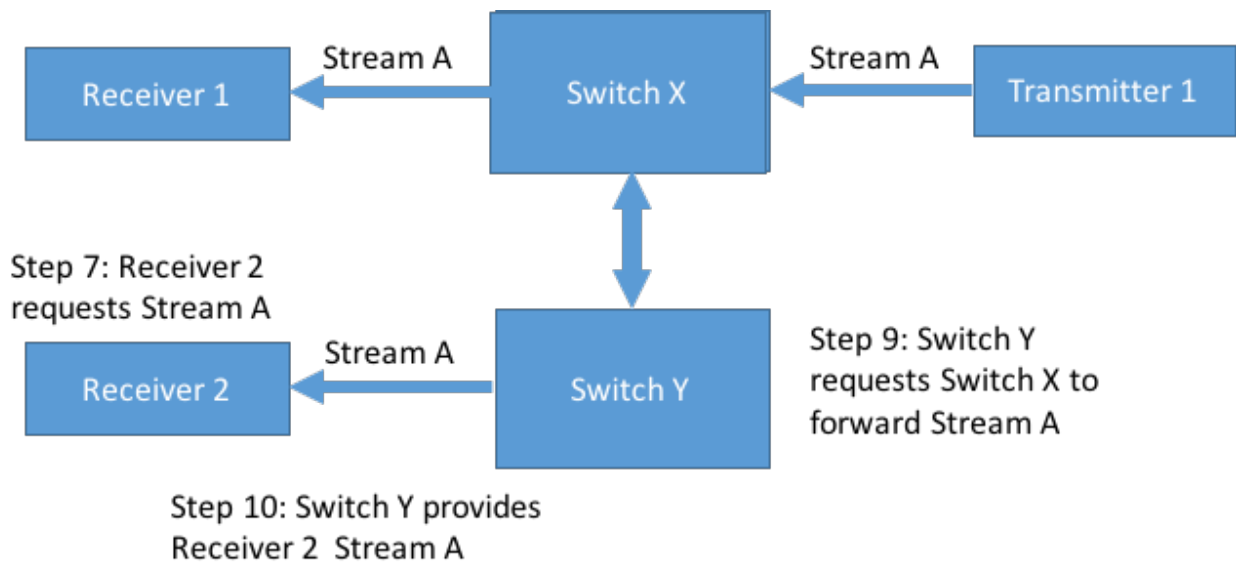 Stream A
Stream A
Receiver 1
Switch X
Transmitter 1
Step 7: Receiver 2
requests Stream A
Stream A
Receiver 2
Switch Y
Step 9: Switch Y
requests Switch X to
forward Stream A
Step 10: Switch Y provides
Receiver 2 Stream A